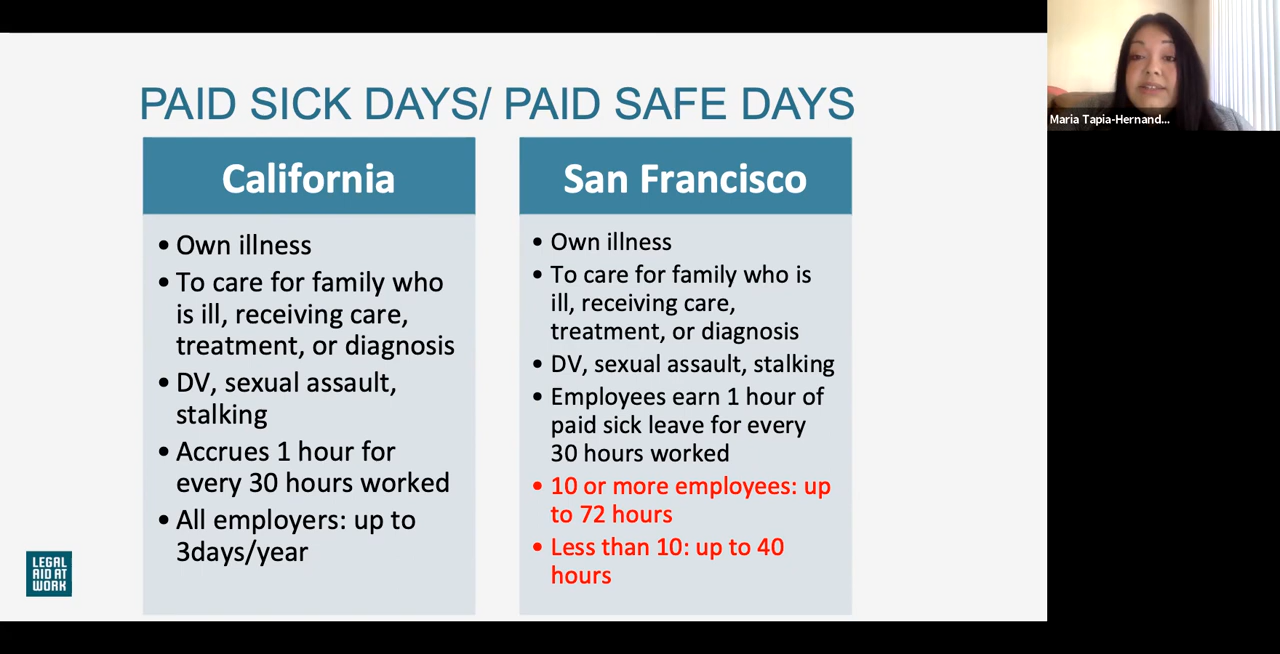 PAID SICK DAYS/ PAID SAFE DAYS
California
• Own illness
• To care for family who
is ill, receiving care,
treatment, or diagnosis
• DV, sexual assault,
stalking
• Accrues 1 hour for
every 30 hours worked
• All employers: up to
3days/year
San Francisco
• Own illness
• To care for family who is
ill, receiving care,
treatment, or diagnosis
• DV, sexual assault, stalking
• Employees earn 1 hour of
paid sick leave for every
30 hours worked
• 10 or more employees: up
to 72 hours
• Less than 10: up to 40
hours
LEGAL
AID AT
WORK
Maria Tapia-Hernand...